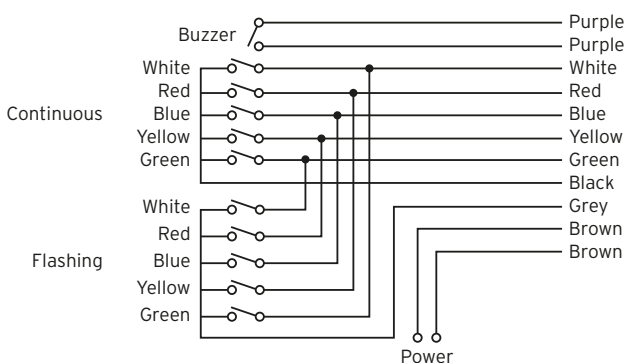 Buzzer
Purple
Purple
White
White
Red
Red
Continuous
Blue
Blue
Yellow
Yellow
Green
Green
Black
White
Grey
Red
Brown
Flashing
Blue
Brown
Yellow
Green
Power